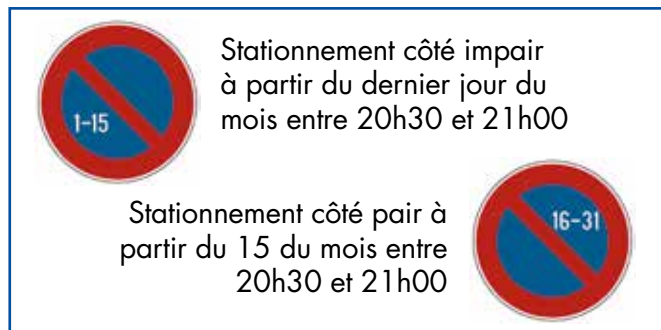 Stationnement côté impair
à partir du dernier jour du
mois entre 20h30 et 21h00
1-15
Stationnement côté pair à
partir du 15 du mois entre
20h30 et 21h00
16-31